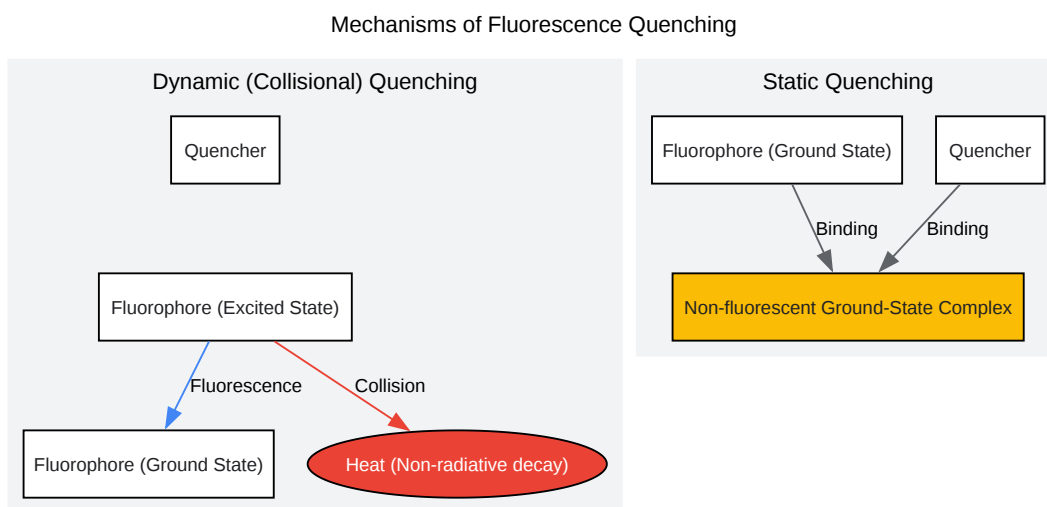 Mechanisms of Fluorescence Quenching
Dynamic (Collisional) Quenching
Quencher
Fluorophore (Excited State)
Fluorescence
Collision
Fluorophore (Ground State)
Heat (Non-radiative decay)
Static Quenching
Fluorophore (Ground State)
Quencher
Binding
Binding
Non-fluorescent Ground-State Complex